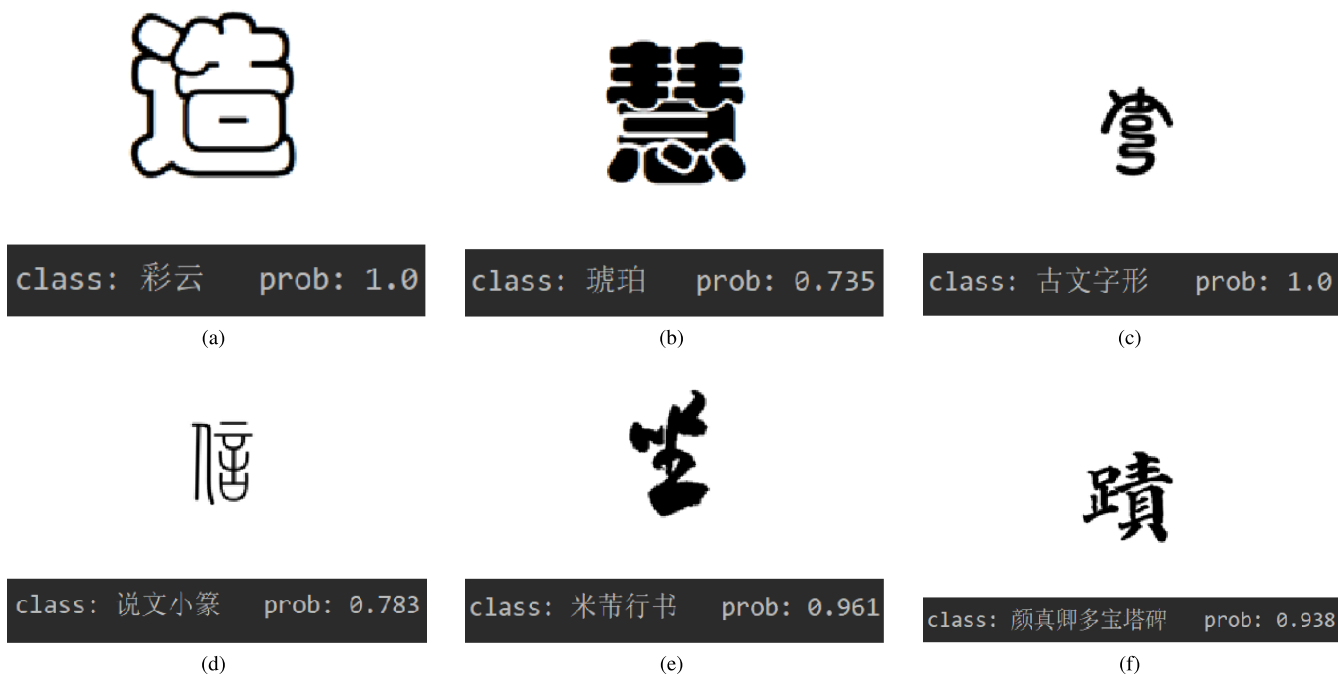 造
慧
class: 彩云 prob: 1.0
class: 琥珀 prob: 0.735
class: 古文字形 prob: 1.0
(a)
(b)
(c)
信
坐
蹟
class: 说文小篆 prob: 0.783
class: 米芾行书 prob: 0.961
class: 颜真卿多宝塔碑 prob: 0.938
(d)
(e)
(f)